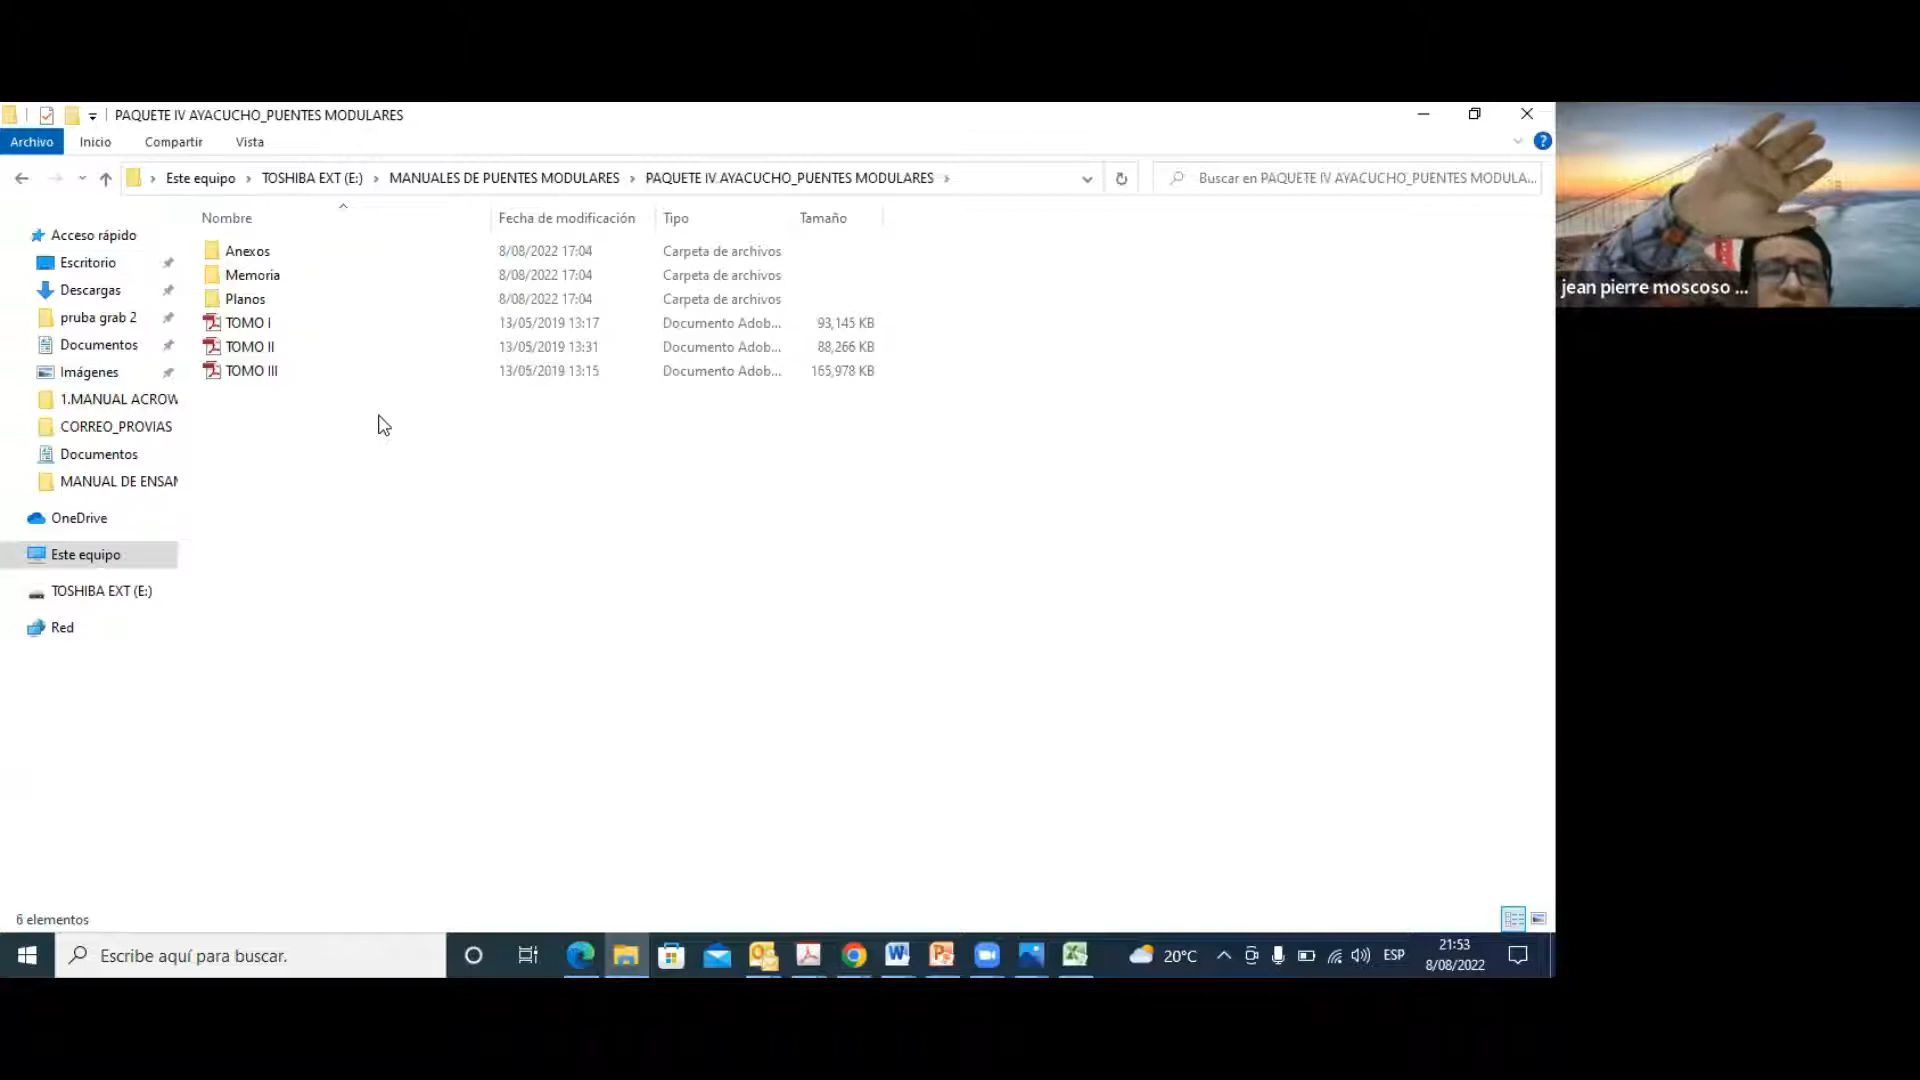 PAQUETE IV AYACUCHO_PUENTES MODULARES
Archivo Inicio Compartir Vista
Este equipo TOSHIBA EXT (E:) MANUALES DE PUENTES MODULARES PAQUETE IV AYACUCHO_PUENTES MODULARES
Buscar en PAQUETE IV AYACUCHO_PUENTES MODULA...
Nombre Fecha de modificación Tipo Tamaño
Anexos 8/08/2022 17:04 Carpeta de archivos
Memoria 8/08/2022 17:04 Carpeta de archivos
Planos 8/08/2022 17:04 Carpeta de archivos
TOMO I 13/05/2019 13:17 Documento Adob... 93,145 KB
TOMO II 13/05/2019 13:31 Documento Adob... 88,266 KB
TOMO III 13/05/2019 13:15 Documento Adob... 165,978 KB
Acceso rápido
Escritorio
Descargas
pruba grab 2
Documentos
Imágenes
1.MANUAL ACROW
CORREO_PROVIAS
Documentos
MANUAL DE ENSAM
OneDrive
Este equipo
TOSHIBA EXT (E:)
Red
jean pierre moscoso ...
6 elementos
Escribe aquí para buscar.
20°C
ESP
21:53
8/08/2022